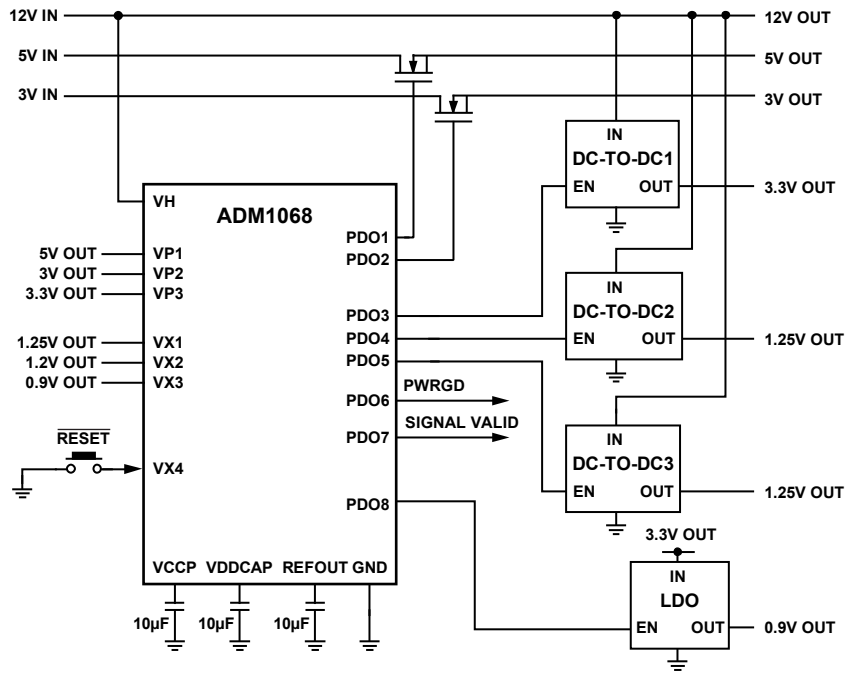 12V IN
12V OUT
5V IN
5V OUT
3V IN
3V OUT
IN
DC-TO-DC1
EN OUT
3.3V OUT
VH
ADM1068
PDO1
PDO2
5V OUT VP1
3V OUT VP2
3.3V OUT VP3
PDO3
IN
DC-TO-DC2
EN OUT
1.25V OUT
1.25V OUT VX1
1.2V OUT VX2
0.9V OUT VX3
PDO4
PDO5
PDO6
PWRGD
PDO7
SIGNAL VALID
RESET
VX4
IN
DC-TO-DC3
EN OUT
1.25V OUT
PDO8
3.3V OUT
IN
LDO
EN OUT
0.9V OUT
VCCP VDDCAP REFOUT GND
10µF 10µF 10µF